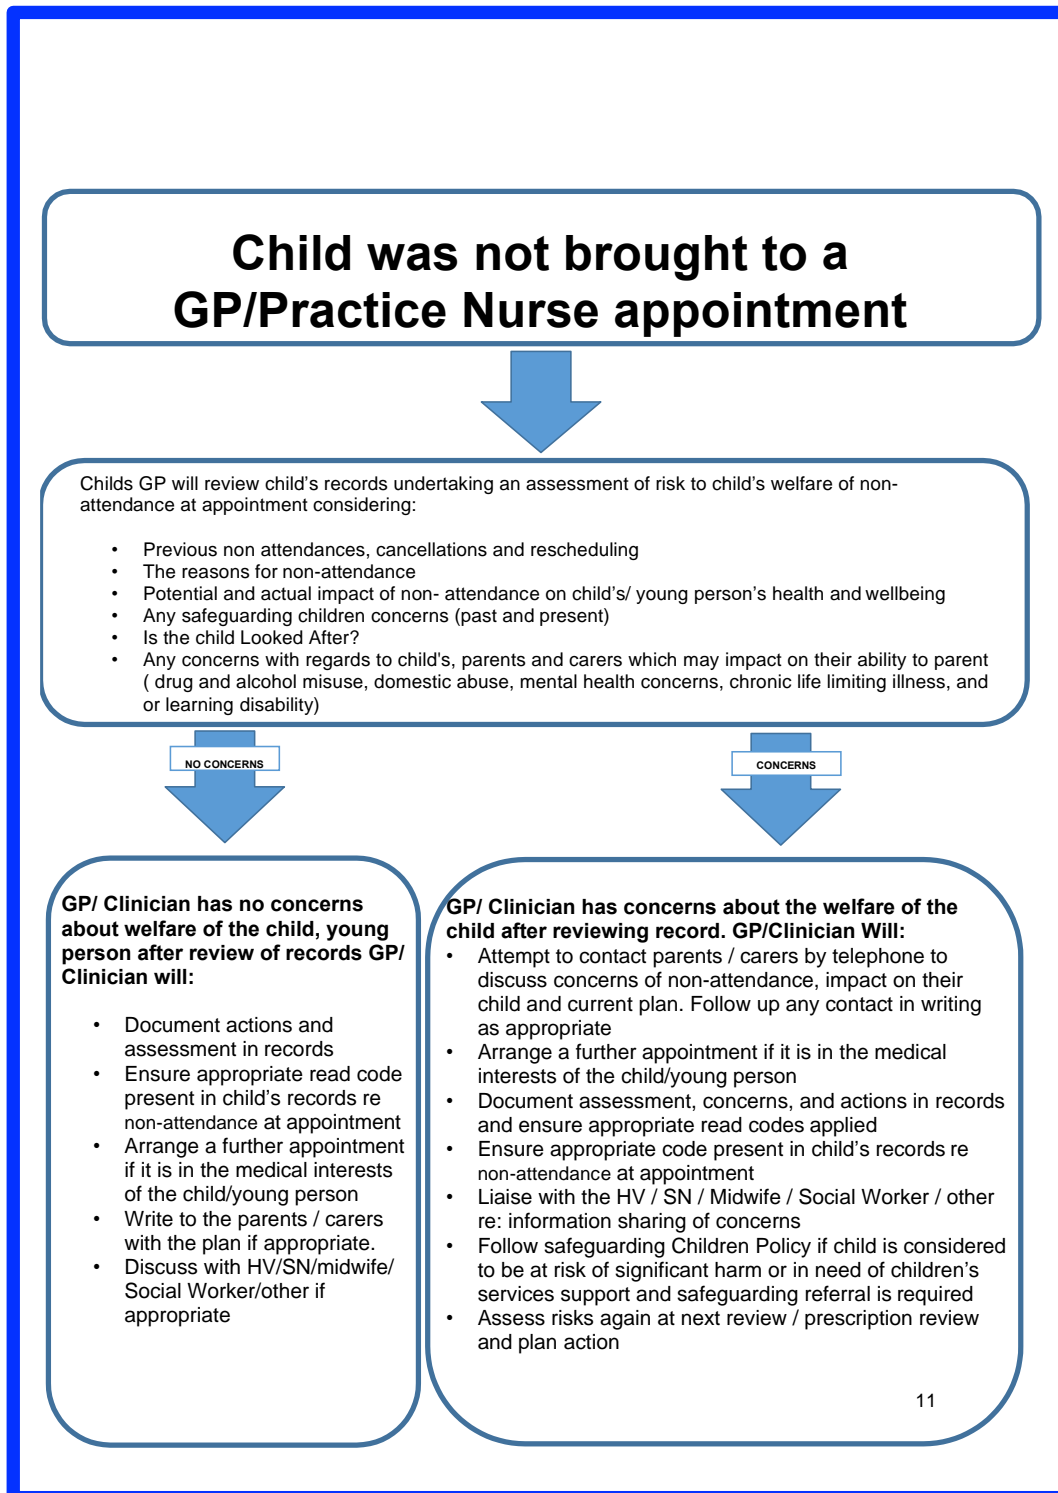 Child was not brought to a
GP/Practice Nurse appointment
Childs GP will review child’s records undertaking an assessment of risk to child’s welfare of non-
attendance at appointment considering:
• Previous non attendances, cancellations and rescheduling
• The reasons for non-attendance
• Potential and actual impact of non- attendance on child’s/ young person’s health and wellbeing
• Any safeguarding children concerns (past and present)
• Is the child Looked After?
• Any concerns with regards to child's, parents and carers which may impact on their ability to parent
( drug and alcohol misuse, domestic abuse, mental health concerns, chronic life limiting illness, and
or learning disability)
NO CONCERNS
CONCERNS
GP/ Clinician has no concerns
about welfare of the child, young
person after review of records GP/
Clinician will:
• Document actions and
assessment in records
• Ensure appropriate read code
present in child’s records re
non-attendance at appointment
• Arrange a further appointment
if it is in the medical interests
of the child/young person
• Write to the parents / carers
with the plan if appropriate.
• Discuss with HV/SN/midwife/
Social Worker/other if
appropriate
GP/ Clinician has concerns about the welfare of the
child after reviewing record. GP/Clinician Will:
• Attempt to contact parents / carers by telephone to
discuss concerns of non-attendance, impact on their
child and current plan. Follow up any contact in writing
as appropriate
• Arrange a further appointment if it is in the medical
interests of the child/young person
• Document assessment, concerns, and actions in records
and ensure appropriate read codes applied
• Ensure appropriate code present in child’s records re
non-attendance at appointment
• Liaise with the HV / SN / Midwife / Social Worker / other
re: information sharing of concerns
• Follow safeguarding Children Policy if child is considered
to be at risk of significant harm or in need of children’s
services support and safeguarding referral is required
• Assess risks again at next review / prescription review
and plan action
11